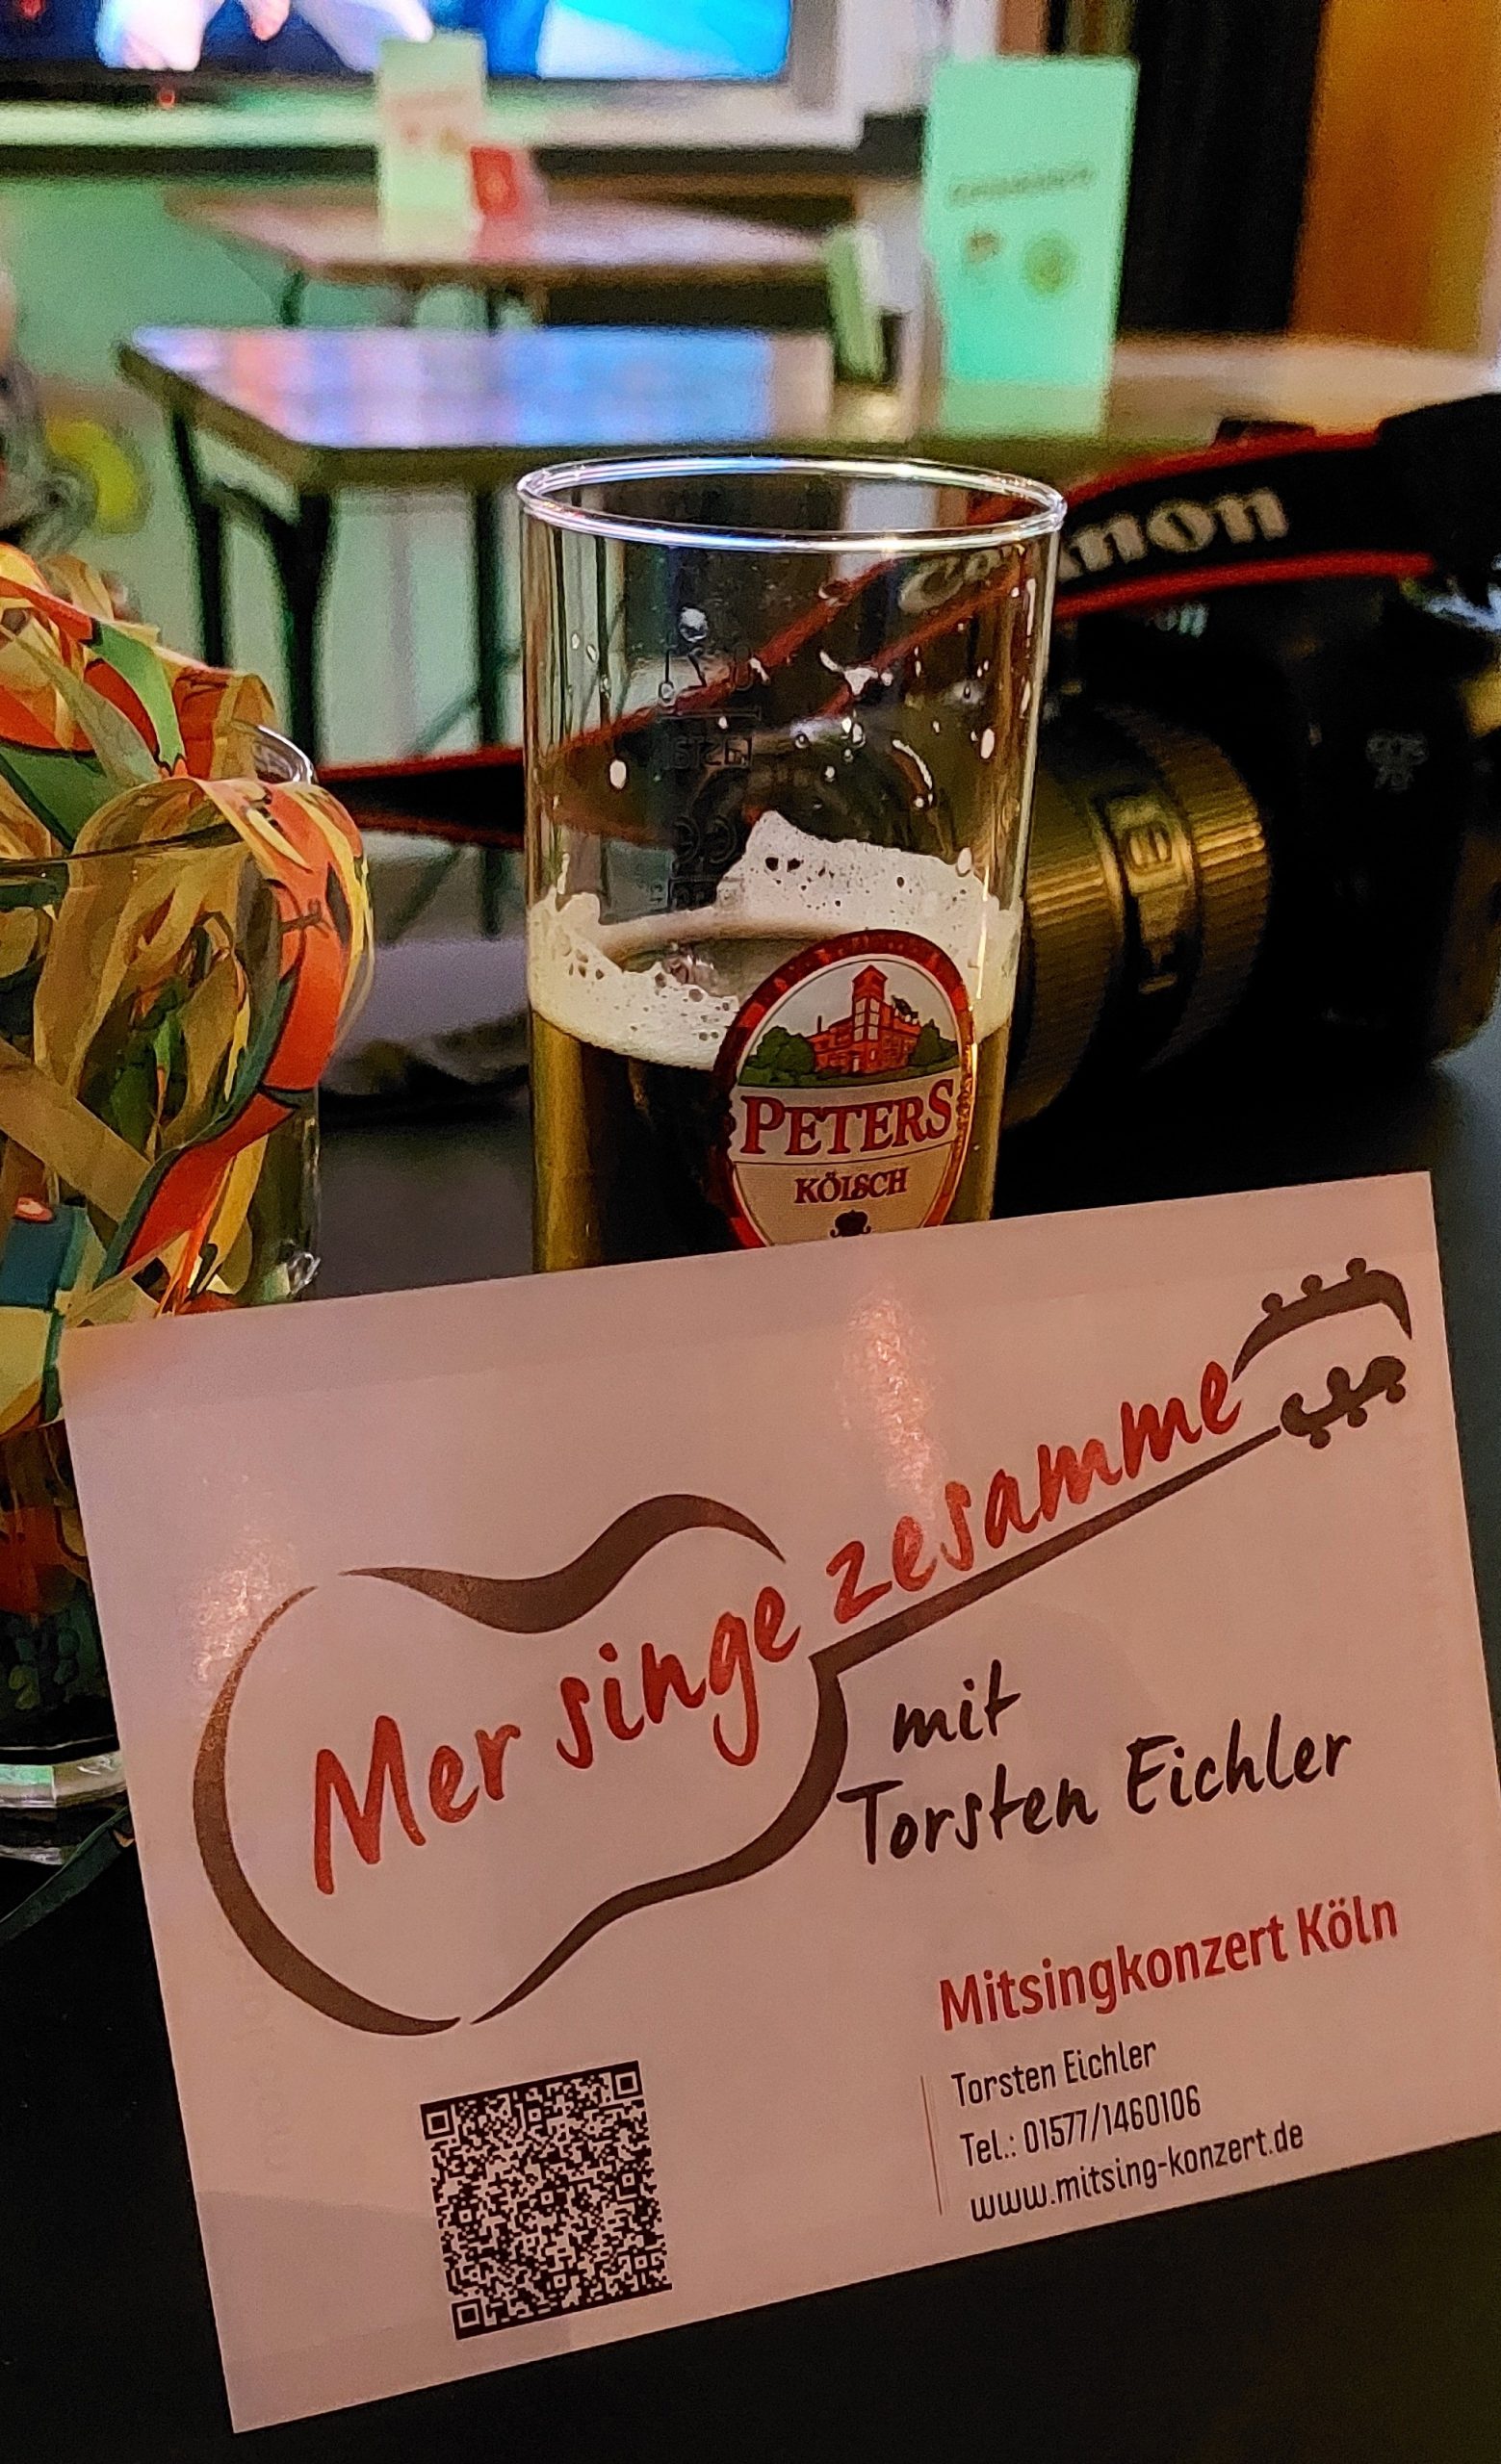 Canon
PETERS
KÖLSCH
Mer singe zesamme
mit
Torsten Eichler
Mitsingkonzert Köln
Torsten Eichler
Tel.: 01577/1460106
www.mitsing-konzert.de